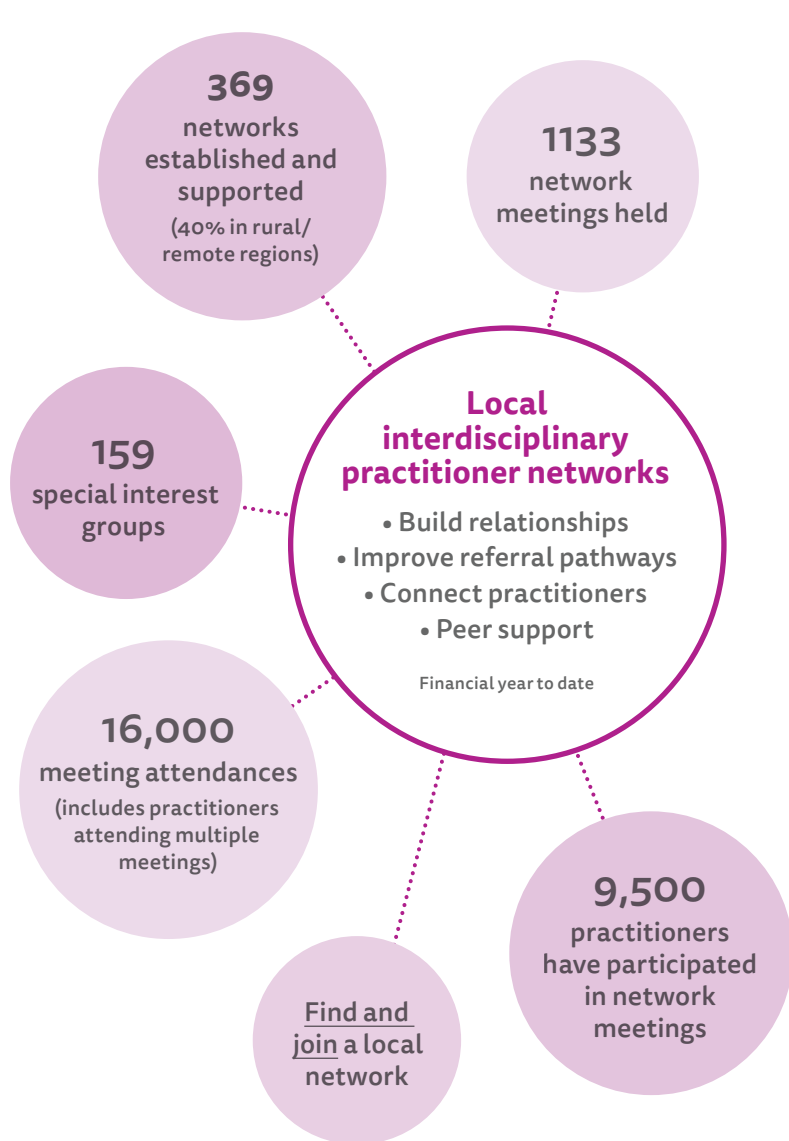 369
networks
established and
supported
(40% in rural/
remote regions)
1133
network
meetings held
Local
interdisciplinary
practitioner networks
• Build relationships
• Improve referral pathways
• Connect practitioners
• Peer support
Financial year to date
159
special interest
groups
16,000
meeting attendances
(includes practitioners
attending multiple
meetings)
9,500
practitioners
have participated
in network
meetings
Find and
join a local
network